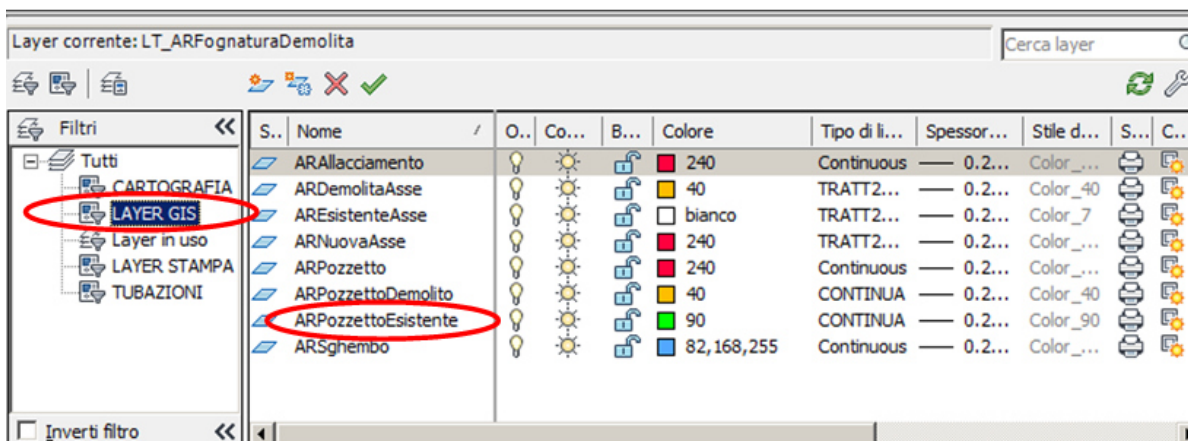 Layer corrente: LT_ARFognaturaDemolita
Cerca layer
Filtri
Tutti
CARTOGRAFIA
LAYER GIS
Layer in uso
LAYER STAMPA
TUBAZIONI
Inverti filtro
S.. Nome O.. Co... B... Colore Tipo di li... Spessor... Stile d... S... C..
ARAllacciamento 240 Continuous 0.2... Color_...
ARDemolitaAsse 40 TRATT2... 0.2... Color_40
AREsistenteAsse bianco TRATT2... 0.2... Color_7
ARNuovaAsse 240 TRATT2... 0.2... Color_...
ARPozzetto 240 Continuous 0.2... Color_...
ARPozzettoDemolito 40 CONTINUA 0.2... Color_40
ARPozzettoEsistente 90 CONTINUA 0.2... Color_90
ARSghembo 82,168,255 Continuous 0.2... Color_...